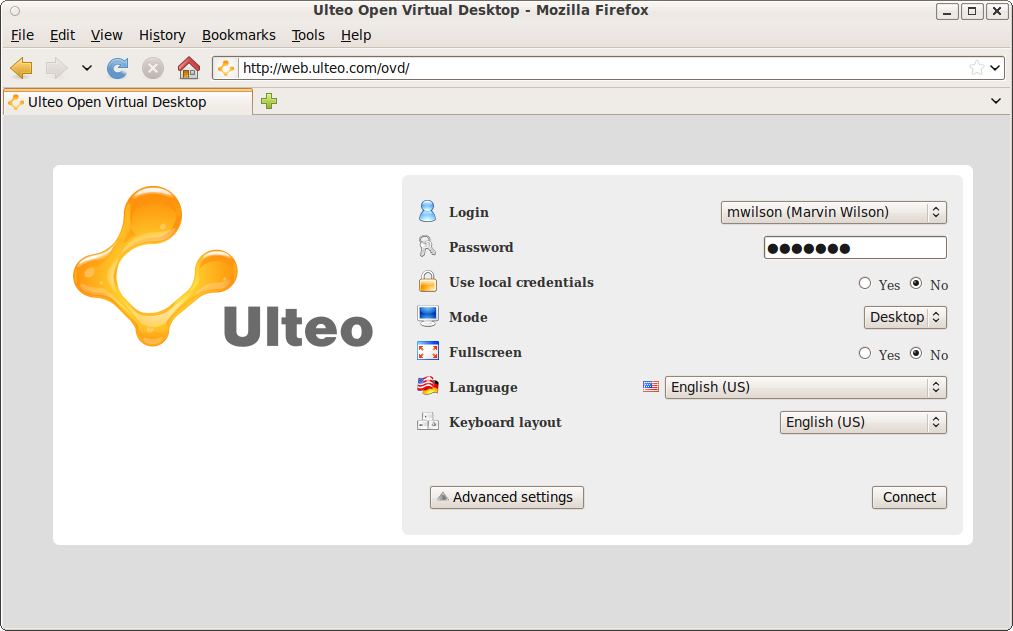 Ulteo Open Virtual Desktop - Mozilla Firefox
File Edit View History Bookmarks Tools Help
http://web.ulteo.com/ovd/
Ulteo Open Virtual Desktop
Login mwilson (Marvin Wilson)
Password ●●●●●●●
Use local credentials Yes No
Mode Desktop
Fullscreen Yes No
Language English (US)
Keyboard layout English (US)
Advanced settings Connect
Ulteo